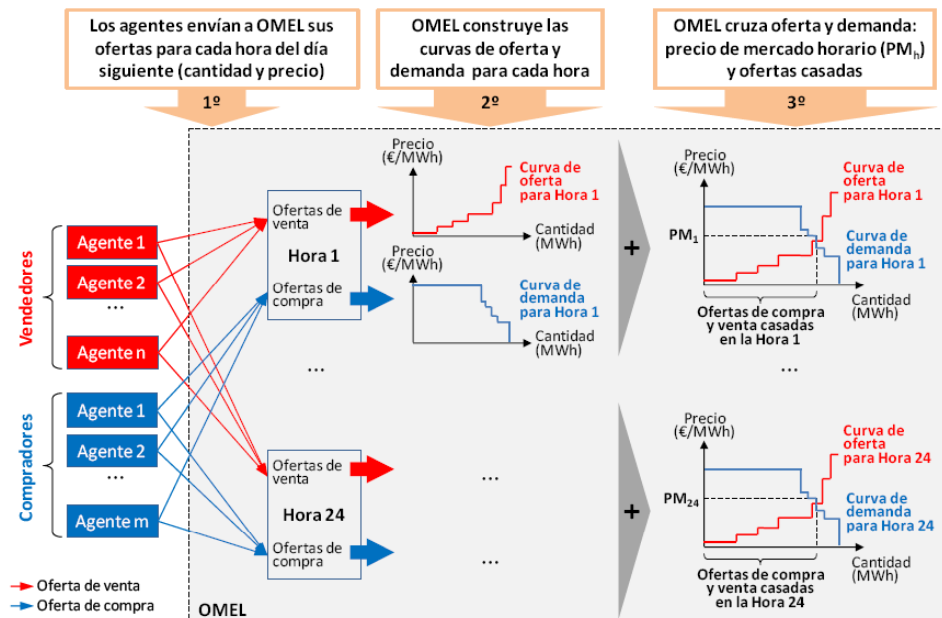 Los agentes envían a OMEL sus
ofertas para cada hora del día
siguiente (cantidad y precio)
OMEL construye las
curvas de oferta y
demanda para cada hora
OMEL cruza oferta y demanda:
precio de mercado horario (PMh)
y ofertas casadas
1º
2º
3º
Vendedores
Agente 1
Agente 2
...
Agente n
Compradores
Agente 1
Agente 2
...
Agente m
Oferta de venta
Oferta de compra
OMEL
Ofertas de
venta
Hora 1
Ofertas de
compra
...
Ofertas de
venta
Hora 24
Ofertas de
compra
Precio
(€/MWh)
Curva de
oferta
para Hora 1
Cantidad
(MWh)
Precio
(€/MWh)
Curva de
demanda
para Hora 1
Cantidad
(MWh)
...
...
+
+
Precio
(€/MWh)
Curva de
oferta
para Hora 1
PM1
Curva de
demanda
para Hora 1
Cantidad
(MWh)
Ofertas de compra
y venta casadas
en la Hora 1
...
Precio
(€/MWh)
Curva de
oferta
para Hora 24
PM24
Curva de
demanda
para Hora 24
Cantidad
(MWh)
Ofertas de compra
y venta casadas
en la Hora 24